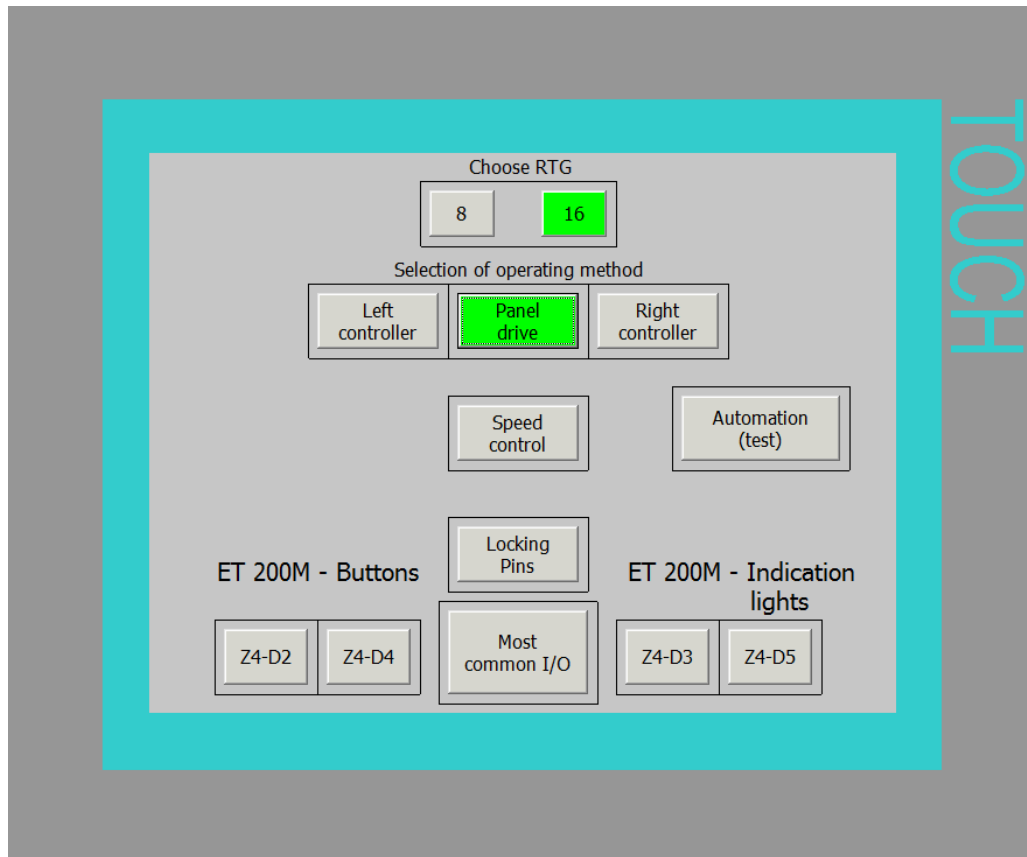 TOUCH
Choose RTG
8
16
Selection of operating method
Left
controller
Panel
drive
Right
controller
Speed
control
Automation
(test)
Locking
Pins
ET 200M - Buttons
ET 200M - Indication
lights
Z4-D2
Z4-D4
Most
common I/O
Z4-D3
Z4-D5